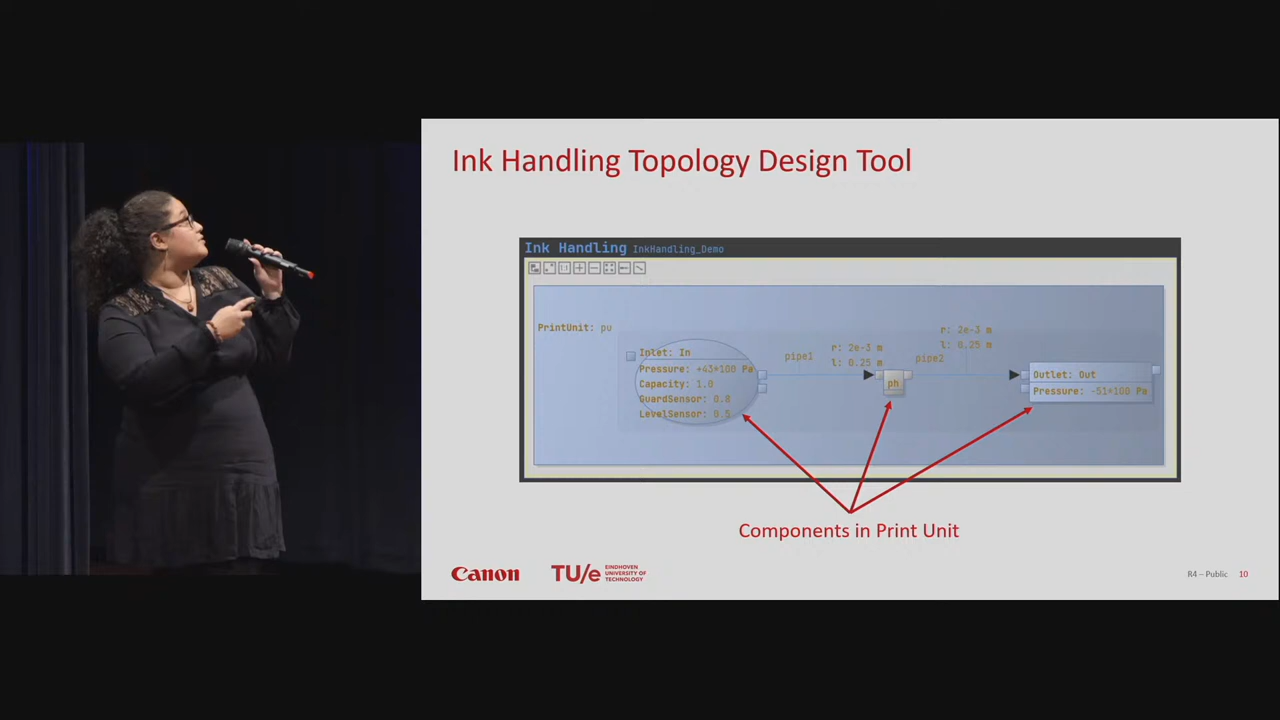 Ink Handling Topology Design Tool
Ink Handling InkHandling_Demo
1:1
PrintUnit: pu
Inlet: In
Pressure: +43*100 Pa
Capacity: 1.0
GuardSensor: 0.8
LevelSensor: 0.5
pipe1
r: 2e-3 m
l: 0.25 m
ph
r: 2e-3 m
l: 0.25 m
pipe2
Outlet: Out
Pressure: -51*100 Pa
Components in Print Unit
Canon
TU/e EINDHOVEN
UNIVERSITY OF
TECHNOLOGY
R4 – Public 10